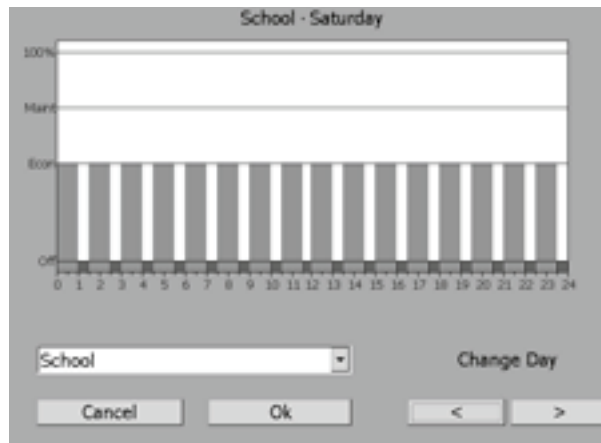 School - Saturday
100%
Maint
Econ
Off
0 1 2 3 4 5 6 7 8 9 10 11 12 13 14 15 16 17 18 19 20 21 22 23 24
School
Change Day
Cancel Ok < >